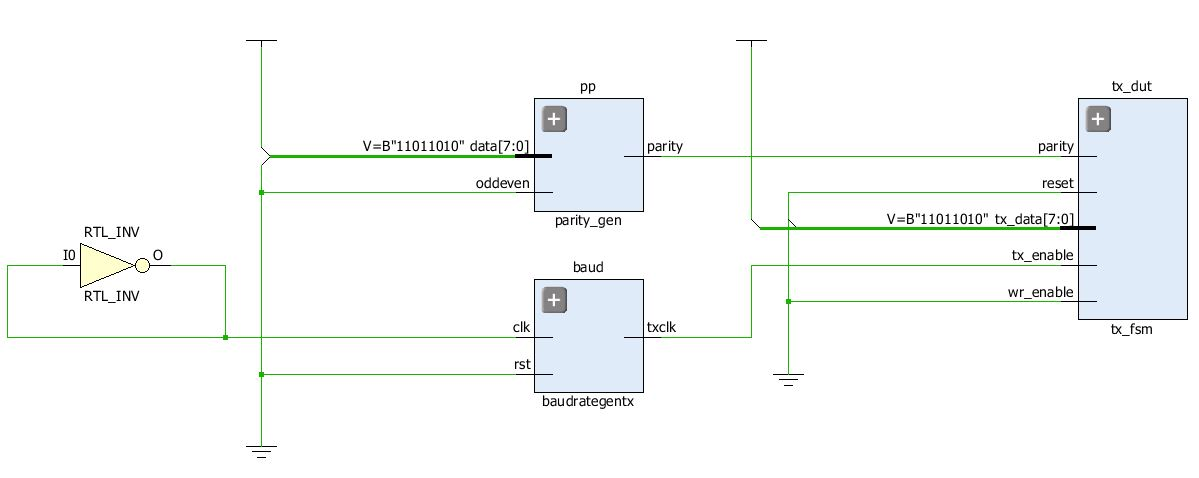 pp
tx_dut
V=B"11011010" data[7:0]
parity
parity
oddeven
reset
parity_gen
V=B"11011010" tx_data[7:0]
RTL_INV
I0
O
RTL_INV
baud
tx_enable
wr_enable
clk
txclk
tx_fsm
rst
baudrategentx